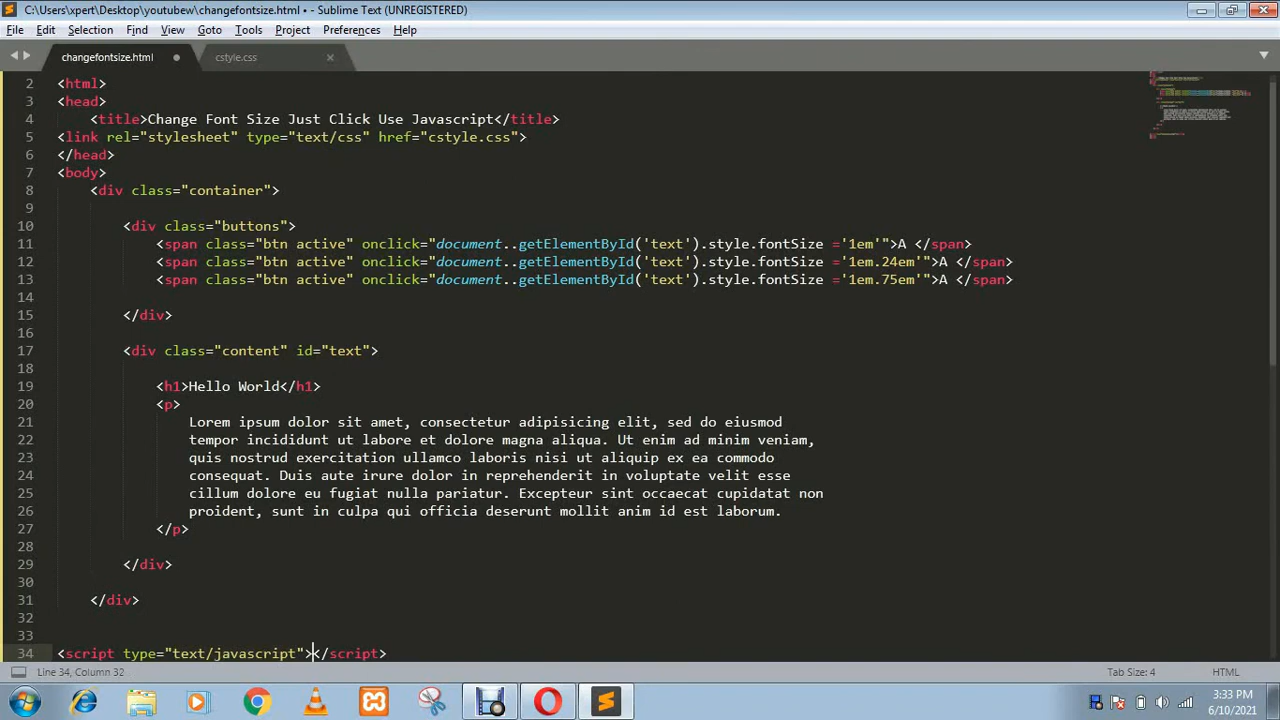 C:\Users\xpert\Desktop\youtubew\changefontsize.html • - Sublime Text (UNREGISTERED)
File Edit Selection Find View Goto Tools Project Preferences Help
changefontsize.html cstyle.css
2 <html>
3 <head>
4 <title>Change Font Size Just Click Use Javascript</title>
5 <link rel="stylesheet" type="text/css" href="cstyle.css">
6 </head>
7 <body>
8 <div class="container">
9
10 <div class="buttons">
11 <span class="btn active" onclick="document..getElementById('text').style.fontSize ='1em'">A </span>
12 <span class="btn active" onclick="document..getElementById('text').style.fontSize ='1em.24em'">A </span>
13 <span class="btn active" onclick="document..getElementById('text').style.fontSize ='1em.75em'">A </span>
14
15 </div>
16
17 <div class="content" id="text">
18
19 <h1>Hello World</h1>
20 <p>
21 Lorem ipsum dolor sit amet, consectetur adipisicing elit, sed do eiusmod
22 tempor incididunt ut labore et dolore magna aliqua. Ut enim ad minim veniam,
23 quis nostrud exercitation ullamco laboris nisi ut aliquip ex ea commodo
24 consequat. Duis aute irure dolor in reprehenderit in voluptate velit esse
25 cillum dolore eu fugiat nulla pariatur. Excepteur sint occaecat cupidatat non
26 proident, sunt in culpa qui officia deserunt mollit anim id est laborum.
27 </p>
28
29 </div>
30
31 </div>
32
33
34 <script type="text/javascript"></script>
Line 34, Column 32 Tab Size: 4 HTML
3:33 PM
6/10/2021